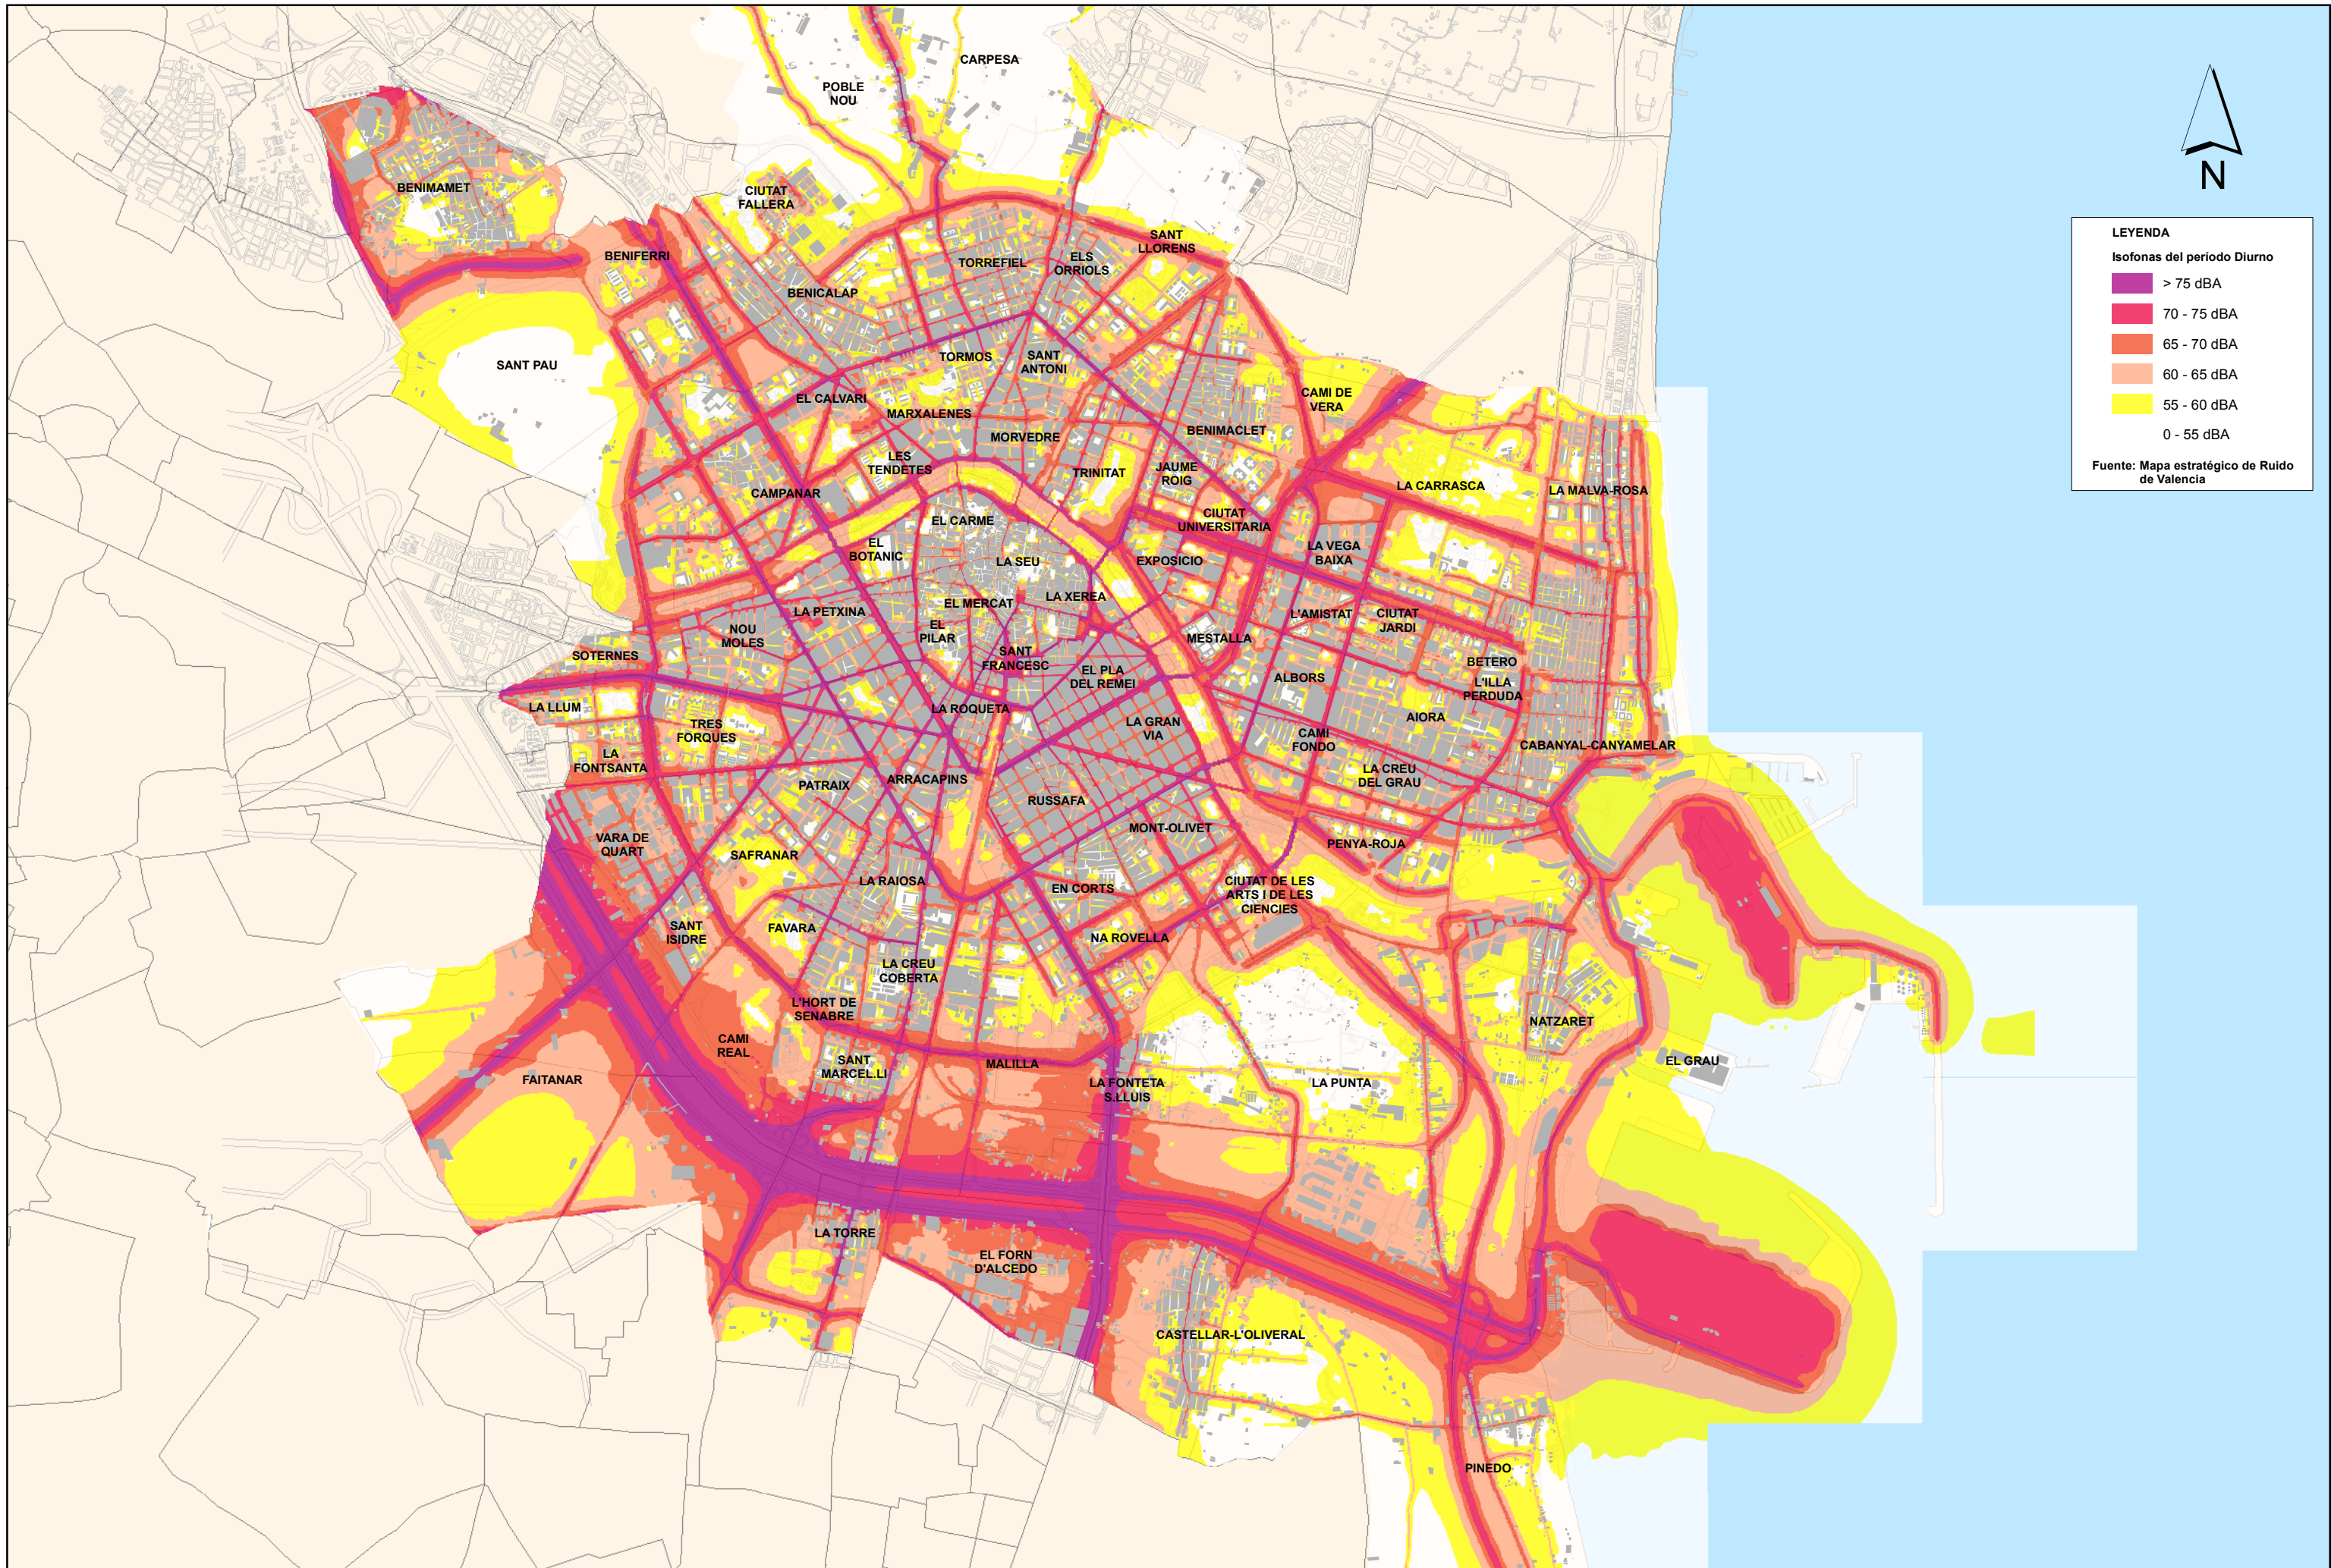 CARPESA
POBLE
NOU
BENIMAMET
CIUTAT
FALLERA
N
LEYENDA
Isofonas del período Diurno
> 75 dBA
70 - 75 dBA
65 - 70 dBA
60 - 65 dBA
55 - 60 dBA
0 - 55 dBA
Fuente: Mapa estratégico de Ruido
de Valencia
SANT
LLORENS
BENIFERRI
TORREFIEL
ELS
ORRIOLS
BENICALAP
SANT PAU
TORMOS
SANT
ANTONI
EL CALVARI
MARXALENES
CAMI DE
VERA
MORVEDRE
BENIMACLET
LES
TENDETES
TRINITAT
JAUME
ROIG
CAMPANAR
LA CARRASCA
LA MALVA-ROSA
EL CARME
CIUTAT
UNIVERSITARIA
EL
BOTANIC
LA SEU
EXPOSICIO
LA VEGA
BAIXA
LA PETXINA
EL MERCAT
LA XEREA
L'AMISTAT
CIUTAT
JARDI
NOU
MOLES
EL
PILAR
MESTALLA
SOTERNES
SANT
FRANCESC
EL PLA
DEL REMEI
BETERO
ALBORS
L'ILLA
PERDUDA
LA LLUM
LA ROQUETA
TRES
FORQUES
LA GRAN
VIA
AIORA
CAMI
FONDO
CABANYAL-CANYAMELAR
LA
FONTSANTA
PATRAIX
ARRACAPINS
LA CREU
DEL GRAU
RUSSAFA
VARA DE
QUART
MONT-OLIVET
PENYA-ROJA
SAFRANAR
LA RAIOSA
EN CORTS
CIUTAT DE LES
ARTS I DE LES
CIENCIES
SANT
ISIDRE
FAVARA
NA ROVELLA
LA CREU
COBERTA
L'HORT DE
SENABRE
NATZARET
CAMI
REAL
SANT
MARCEL.LI
MALILLA
EL GRAU
FAITANAR
LA FONTETA
S.LLUIS
LA PUNTA
LA TORRE
EL FORN
D'ALCEDO
CASTELLAR-L'OLIVERAL
PINEDO